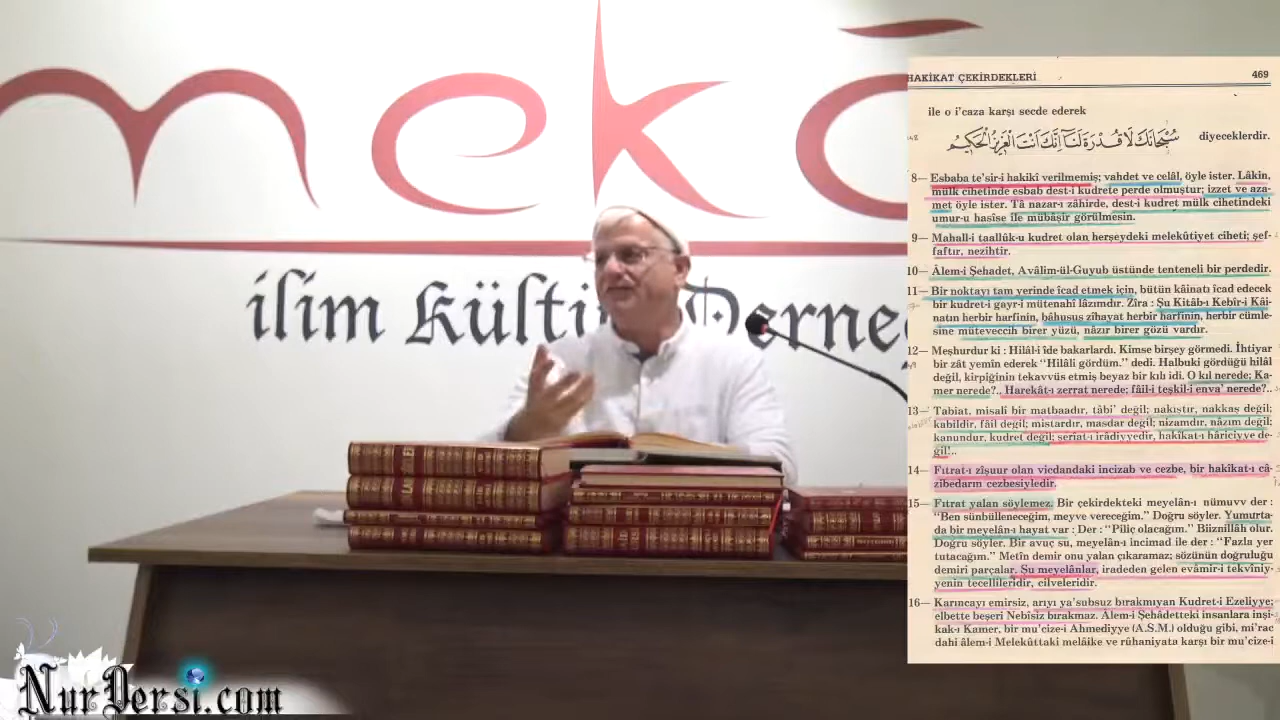 meka
ilim Kültür Derneğ
HAKİKAT ÇEKİRDEKLERİ 469
ile o i'caza karşı secde ederek
سُبْحَانَكَ لَا قُدْرَةَ لَنَا اِنَّكَ اَنْتَ الْعَزِيزُ الْحَكِيمُ diyeceklerdir.
8— Esbaba te'sir-i hakikî verilmemiş; vahdet ve celâl, öyle ister. Lâkin,
mülk cihetinde esbab dest-i kudrete perde olmuştur; izzet ve aza-
met öyle ister. Tâ nazar-ı zâhirde, dest-i kudret mülk cihetindeki
umur-u hasise ile mübâşir görülmesin.
9— Mahall-i taallûk-u kudret olan herşeydeki melekûtiyet ciheti; şef-
faftır, nezihtir.
10— Âlem-i Şehadet, Avâlim-ül-Guyub üstünde tenteneli bir perdedir.
11— Bir noktayı tam yerinde îcad etmek için, bütün kâinatı îcad edecek
bir kudret-i gayr-i mütenahî lâzımdır. Zîra : Şu Kitâb-ı Kebîr-i Kâi-
natın herbir harfinin, bâhusus zîhayat herbir harfinin, herbir cümle-
sine müteveccih birer yüzü, nâzır birer gözü vardır.
12— Meşhurdur ki : Hilâl-i îde bakarlardı. Kimse birşey görmedi. İhtiyar
bir zât yemîn ederek "Hilâli gördüm." dedi. Halbuki gördüğü hilâl
değil, kirpiğinin tekavvüs etmiş beyaz bir kılı idi. O kıl nerede; Ka-
mer nerede?.. Harekât-ı zerrat nerede; fâil-i teşkil-i enva' nerede?..
13— Tabiat, misalî bir matbaadır, tâbi' değil; nakıştır, nakkaş değil;
kabildir, fâil değil; mistardır, masdar değil; nizamdır, nâzım değil;
kanundur, kudret değil; şeriat-ı irâdiyyedir, hakîkat-ı hâriciyye de-
ğil!..
14— Fıtrat-ı zîşuur olan vicdandaki incizab ve cezbe, bir hakikat-ı câ-
zibedarın cezbesiyledir.
15— Fıtrat yalan söylemez. Bir çekirdekteki meyelân-ı nümuvv der :
"Ben sünbülleneceğim, meyve vereceğim." Doğru söyler. Yumurta-
da bir meyelân-ı hayat var : Der : "Piliç olacağım." Biiznillâh olur.
Doğru söyler. Bir avuç su, meyelân-ı incimad ile der : "Fazla yer
tutacağım." Metîn demir onu yalan çıkaramaz; sözünün doğruluğu
demiri parçalar. Şu meyelânlar, iradeden gelen evâmir-i tekviniy-
yenin tecellileridir, cilveleridir.
16— Karıncayı emirsiz, arıyı ya'subsuz bırakmıyan Kudret-i Ezeliyye;
elbette beşeri Nebîsiz bırakmaz. Âlem-i Şehâdetteki insanlara inşi-
kak-ı Kamer, bir mu'cize-i Ahmediyye (A.S.M.) olduğu gibi, mi'rac
dahi âlem-i Melekûttaki melâike ve rûhaniyata karşı bir mu'cize-i
NurDersi.com